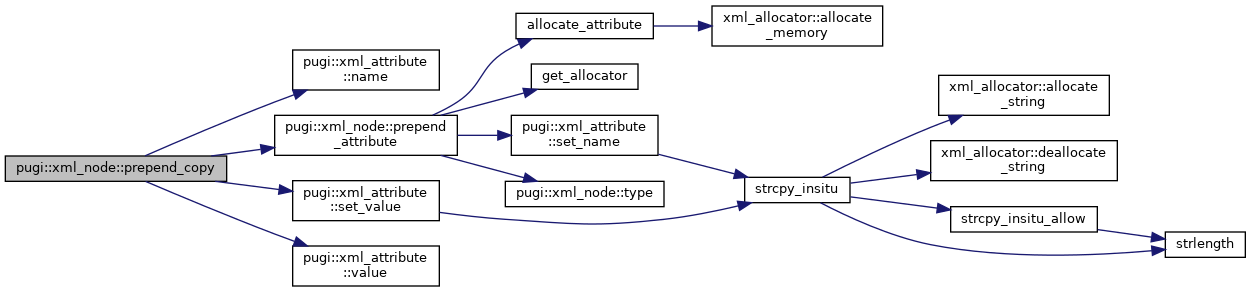 pugi::xml_node::prepend_copy
pugi::xml_attribute
::name
pugi::xml_node::prepend
_attribute
pugi::xml_attribute
::set_value
pugi::xml_attribute
::value
allocate_attribute
get_allocator
pugi::xml_attribute
::set_name
pugi::xml_node::type
xml_allocator::allocate
_memory
strcpy_insitu
xml_allocator::allocate
_string
xml_allocator::deallocate
_string
strcpy_insitu_allow
strlength